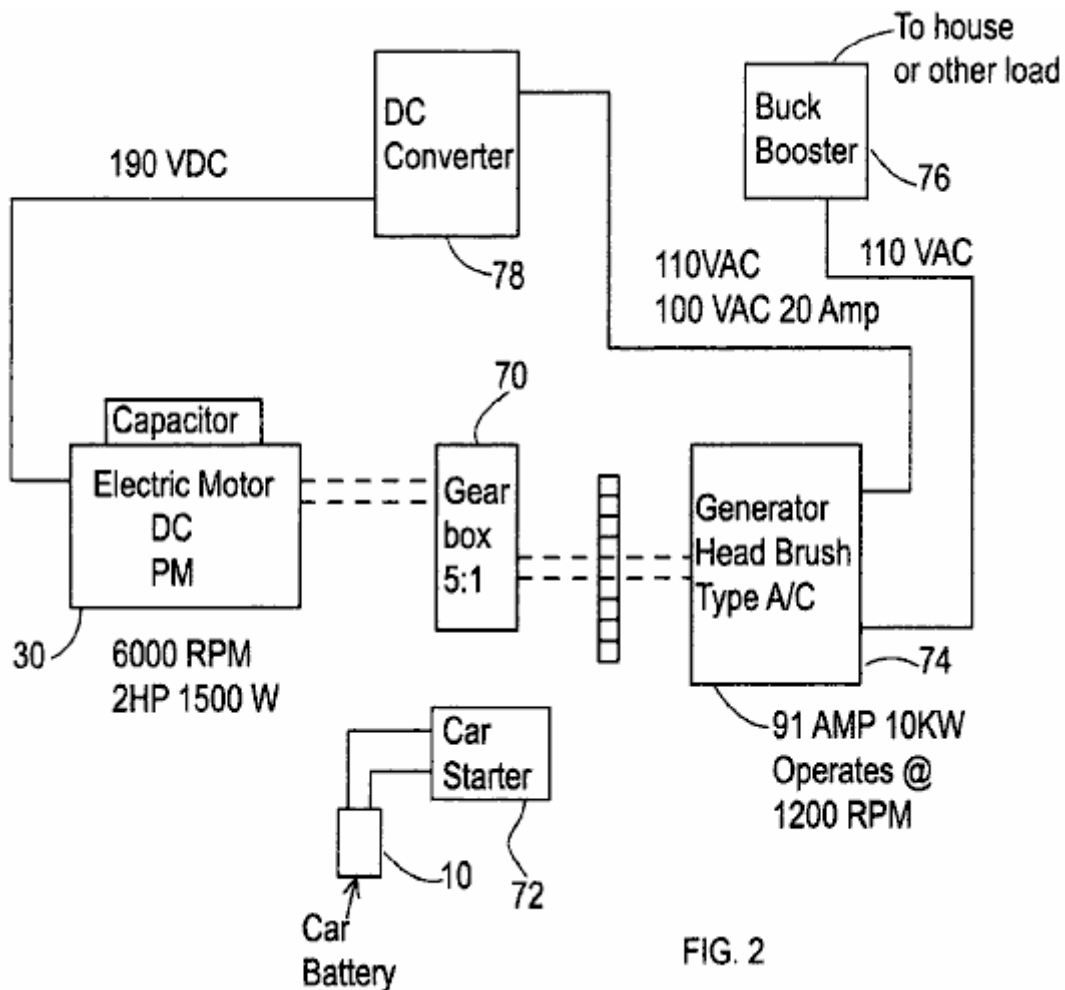 To house
or other load
DC
Converter
Buck
Booster
190 VDC
76
78
110VAC
100 VAC 20 Amp
110 VAC
70
Capacitor
Electric Motor
DC
PM
Gear
box
5:1
Generator
Head Brush
Type A/C
30
6000 RPM
2HP 1500 W
74
Car
Starter
91 AMP 10KW
Operates @
1200 RPM
10
72
Car
Battery
FIG. 2